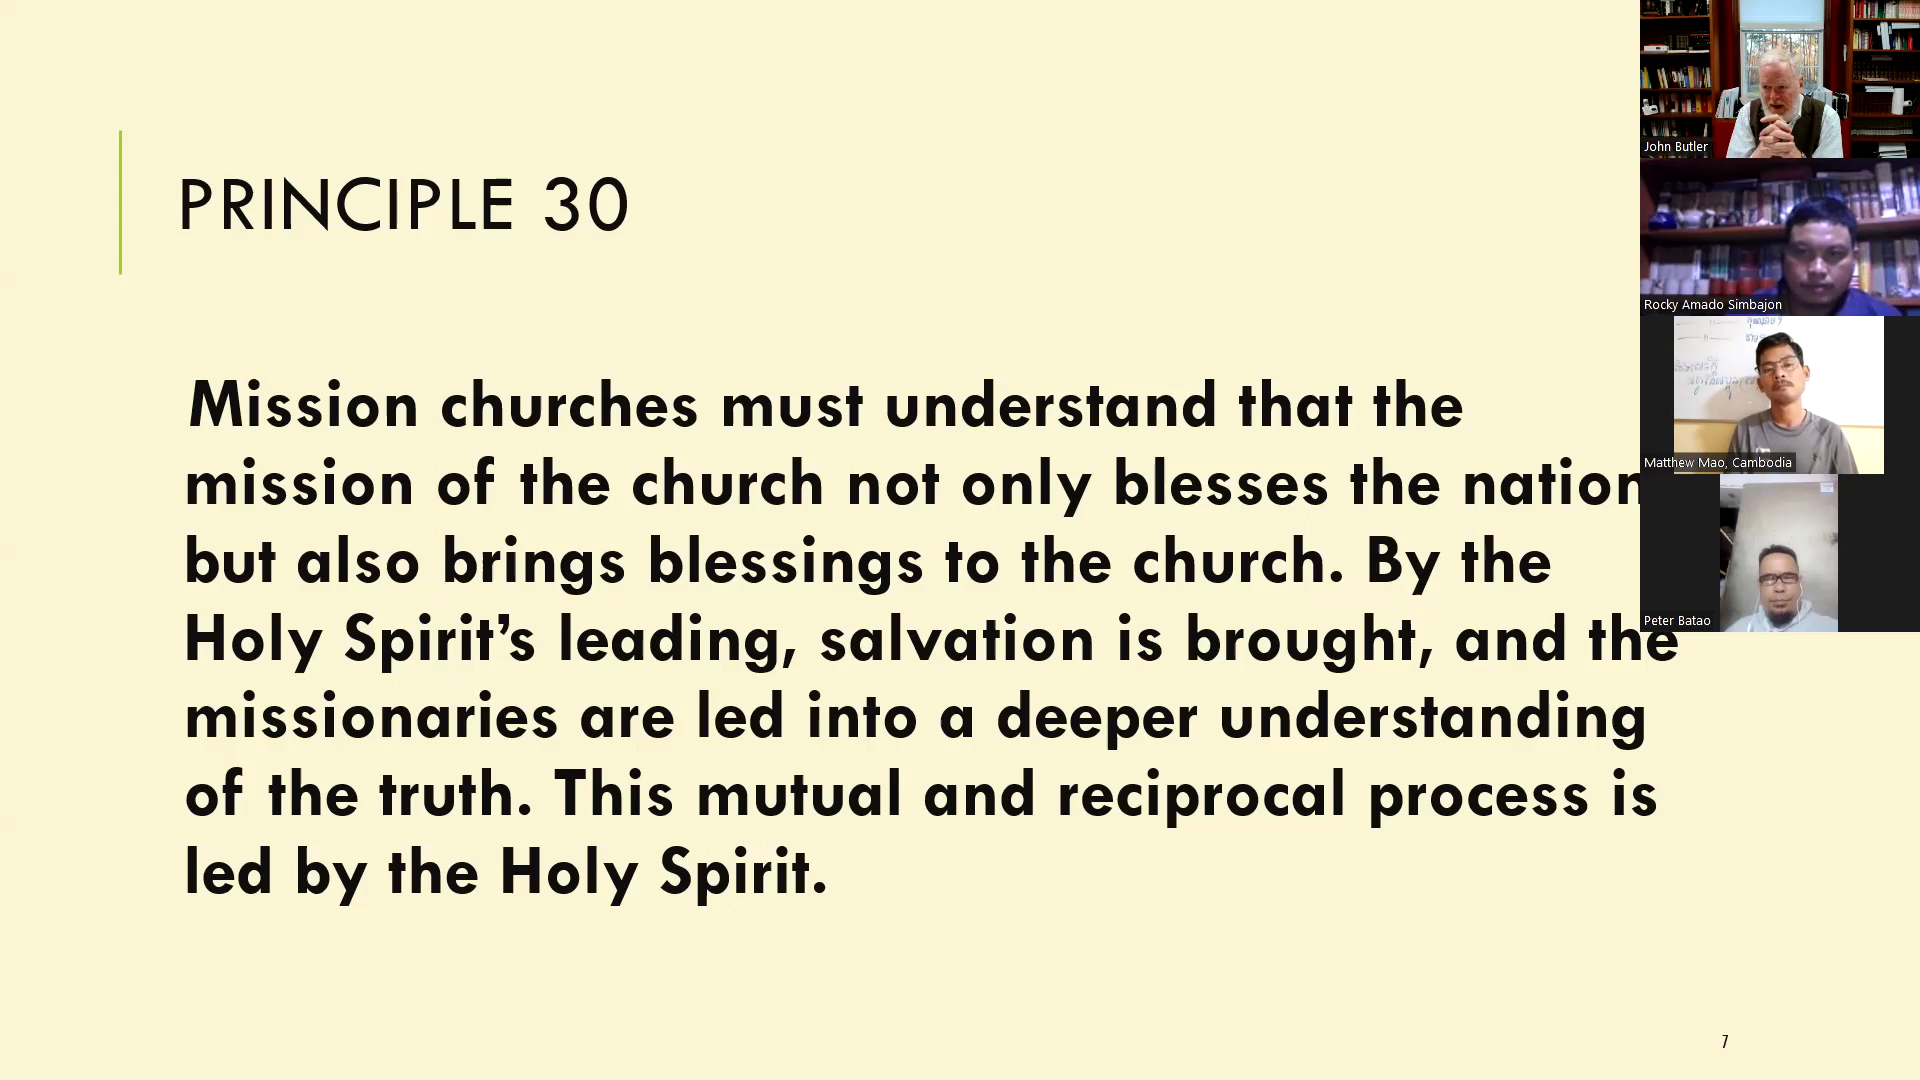 PRINCIPLE 30
Mission churches must understand that the
mission of the church not only blesses the nation
but also brings blessings to the church. By the
Holy Spirit’s leading, salvation is brought, and the
missionaries are led into a deeper understanding
of the truth. This mutual and reciprocal process is
led by the Holy Spirit.
7
John Butler
Rocky Amado Simbajon
Matthew Mao, Cambodia
Peter Batao